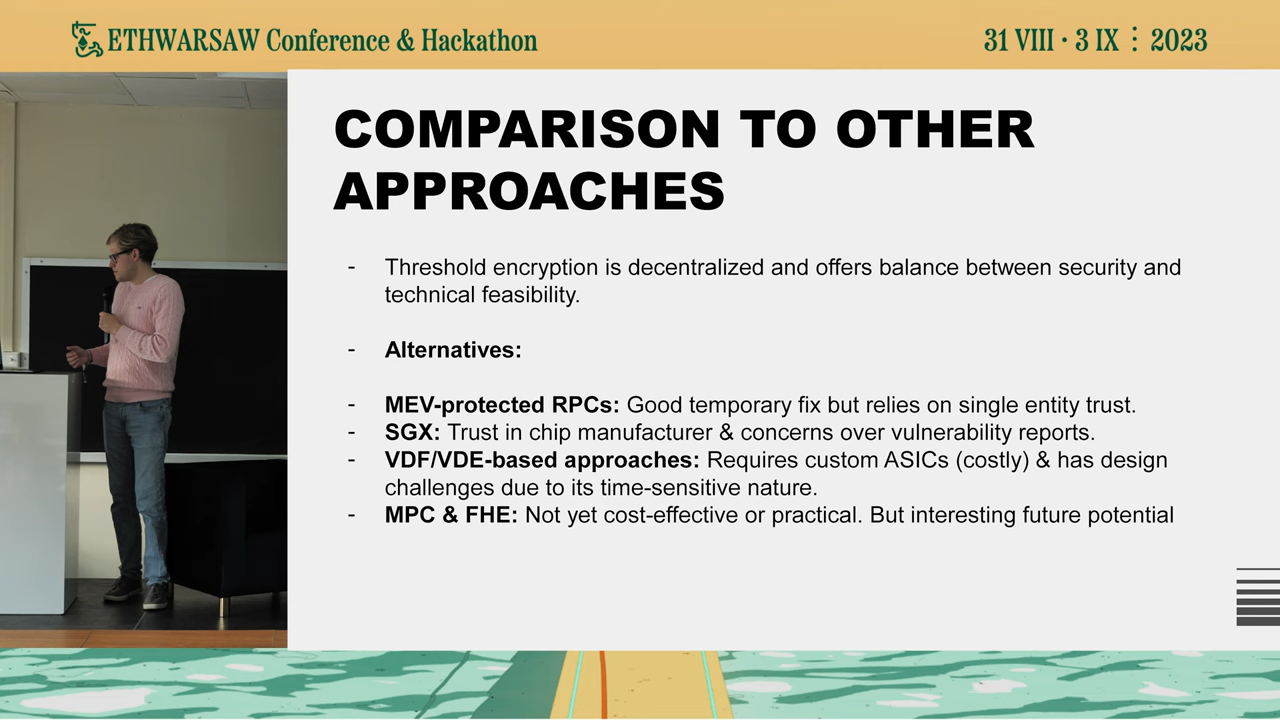 ETHWARSAW Conference & Hackathon
31 VIII · 3 IX ⋮ 2023
COMPARISON TO OTHER
APPROACHES
- Threshold encryption is decentralized and offers balance between security and
technical feasibility.
- Alternatives:
- MEV-protected RPCs: Good temporary fix but relies on single entity trust.
- SGX: Trust in chip manufacturer & concerns over vulnerability reports.
- VDF/VDE-based approaches: Requires custom ASICs (costly) & has design
challenges due to its time-sensitive nature.
- MPC & FHE: Not yet cost-effective or practical. But interesting future potential